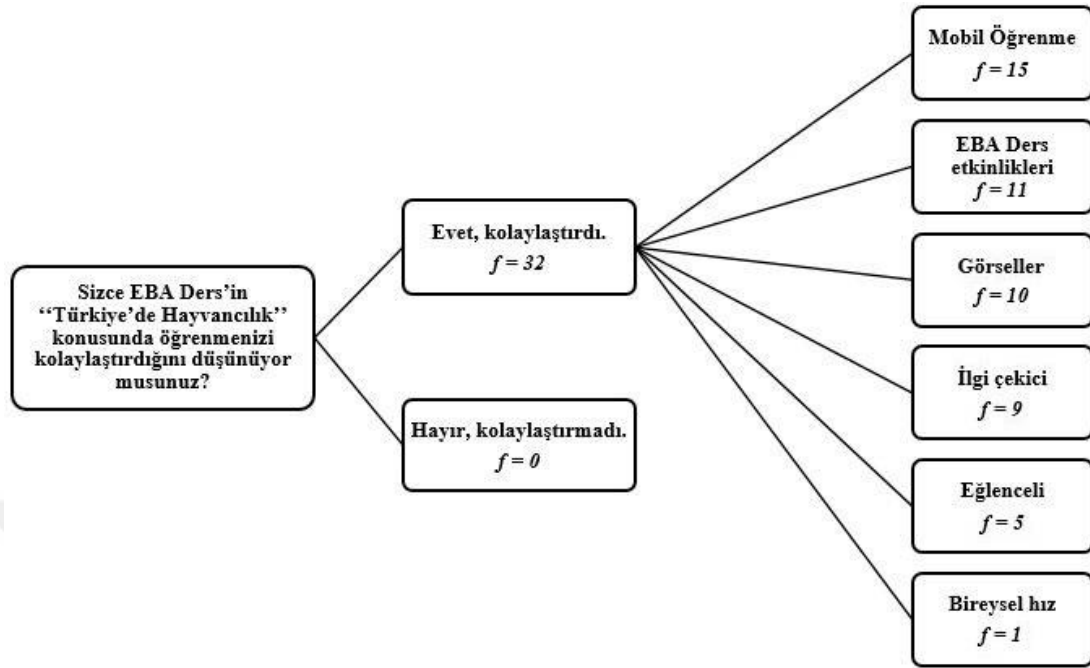 Sizce EBA Ders’in
‘‘Türkiye’de Hayvancılık’’
konusunda öğrenmenizi
kolaylaştırdığını düşünüyor
musunuz?
Evet, kolaylaştırdı.
f = 32
Hayır, kolaylaştırmadı.
f = 0
Mobil Öğrenme
f = 15
EBA Ders
etkinlikleri
f = 11
Görseller
f = 10
İlgi çekici
f = 9
Eğlenceli
f = 5
Bireysel hız
f = 1